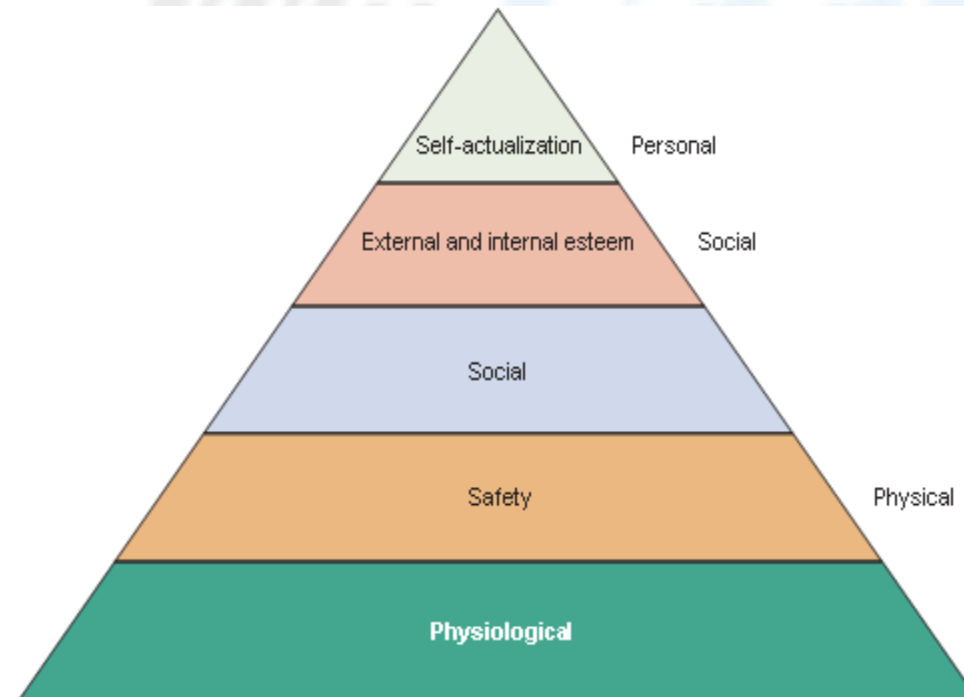 Self-actualization Personal
External and internal esteem Social
Social
Safety Physical
Physiological